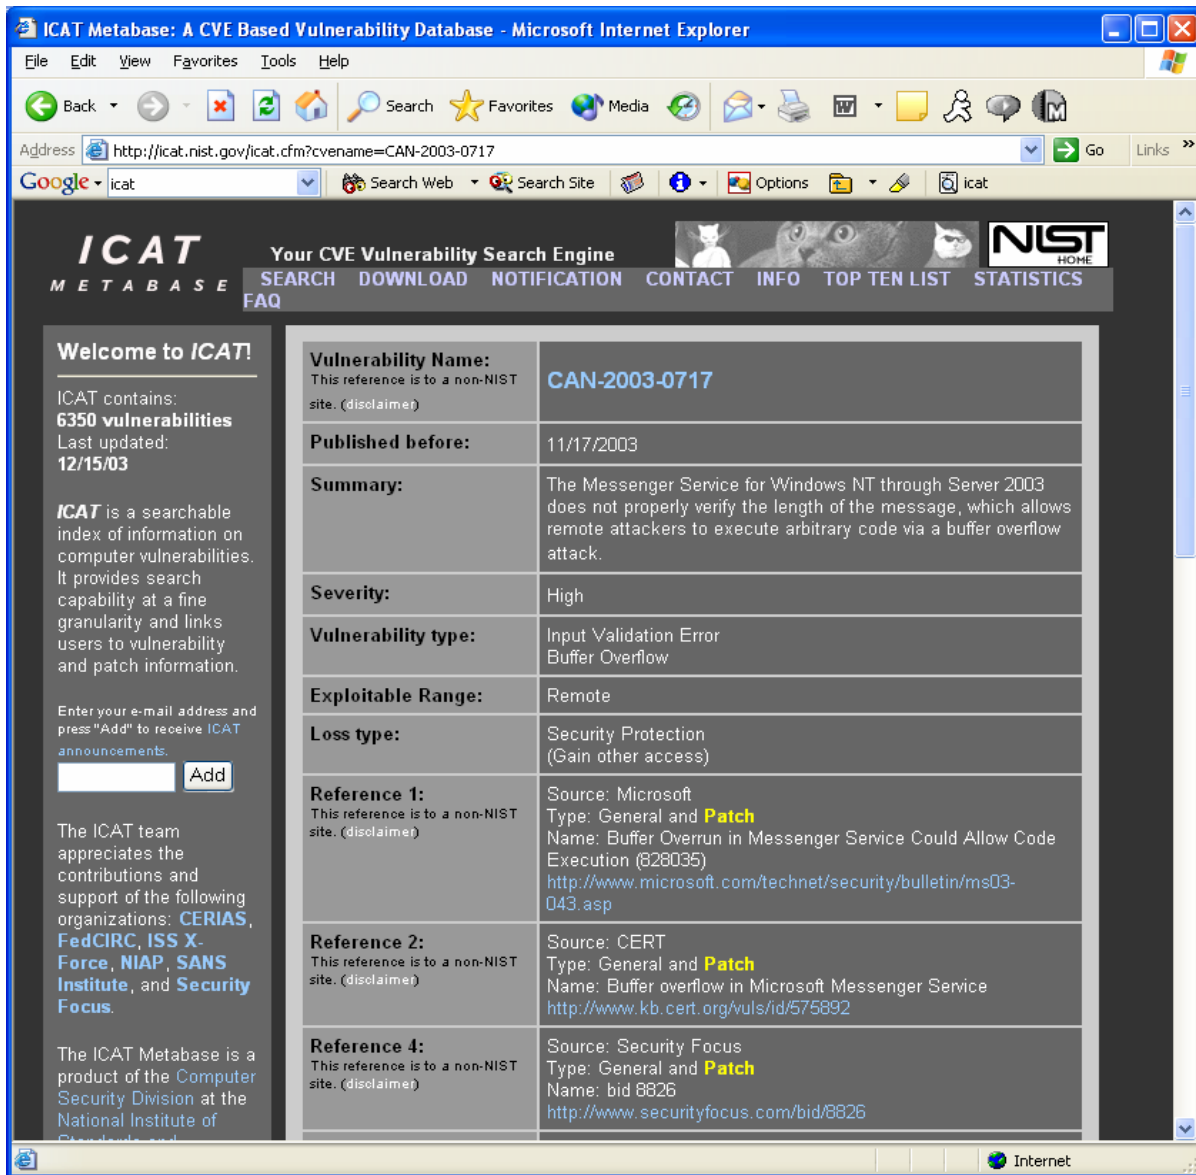 ICAT Metabase: A CVE Based Vulnerability Database - Microsoft Internet Explorer
File Edit View Favorites Tools Help
Back Search Favorites Media
Address http://icat.nist.gov/icat.cfm?cvename=CAN-2003-0717 Go Links »
Google icat Search Web Search Site Options icat
ICAT
METABASE
Your CVE Vulnerability Search Engine
NIST
HOME
SEARCH DOWNLOAD NOTIFICATION CONTACT INFO TOP TEN LIST STATISTICS
FAQ
Welcome to ICAT!
ICAT contains:
6350 vulnerabilities
Last updated:
12/15/03
ICAT is a searchable
index of information on
computer vulnerabilities.
It provides search
capability at a fine
granularity and links
users to vulnerability
and patch information.
Enter your e-mail address and
press "Add" to receive ICAT
announcements.
Add
The ICAT team
appreciates the
contributions and
support of the following
organizations: CERIAS,
FedCIRC, ISS X-
Force, NIAP, SANS
Institute, and Security
Focus.
The ICAT Metabase is a
product of the Computer
Security Division at the
National Institute of
Standards and
Vulnerability Name:
This reference is to a non-NIST
site. (disclaimer)
CAN-2003-0717
Published before:
11/17/2003
Summary:
The Messenger Service for Windows NT through Server 2003
does not properly verify the length of the message, which allows
remote attackers to execute arbitrary code via a buffer overflow
attack.
Severity:
High
Vulnerability type:
Input Validation Error
Buffer Overflow
Exploitable Range:
Remote
Loss type:
Security Protection
(Gain other access)
Reference 1:
This reference is to a non-NIST
site. (disclaimer)
Source: Microsoft
Type: General and Patch
Name: Buffer Overrun in Messenger Service Could Allow Code
Execution (828035)
http://www.microsoft.com/technet/security/bulletin/ms03-
043.asp
Reference 2:
This reference is to a non-NIST
site. (disclaimer)
Source: CERT
Type: General and Patch
Name: Buffer overflow in Microsoft Messenger Service
http://www.kb.cert.org/vuls/id/575892
Reference 4:
This reference is to a non-NIST
site. (disclaimer)
Source: Security Focus
Type: General and Patch
Name: bid 8826
http://www.securityfocus.com/bid/8826
Internet